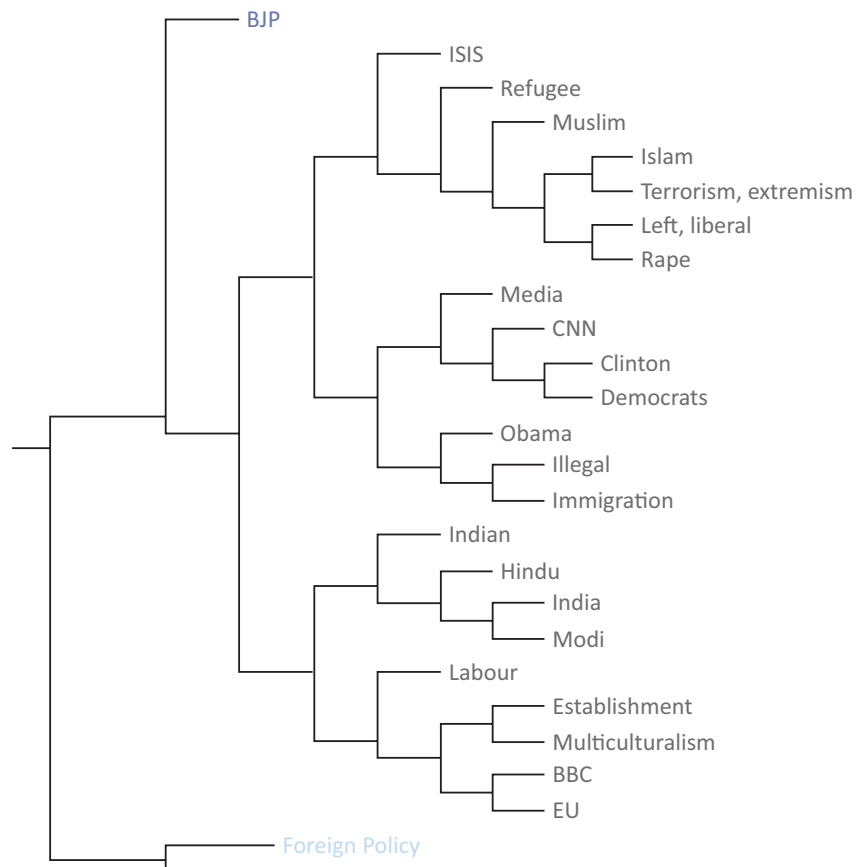 BJP
ISIS
Refugee
Muslim
Islam
Terrorism, extremism
Left, liberal
Rape
Media
CNN
Clinton
Democrats
Obama
Illegal
Immigration
Indian
Hindu
India
Modi
Labour
Establishment
Multiculturalism
BBC
EU
Foreign Policy